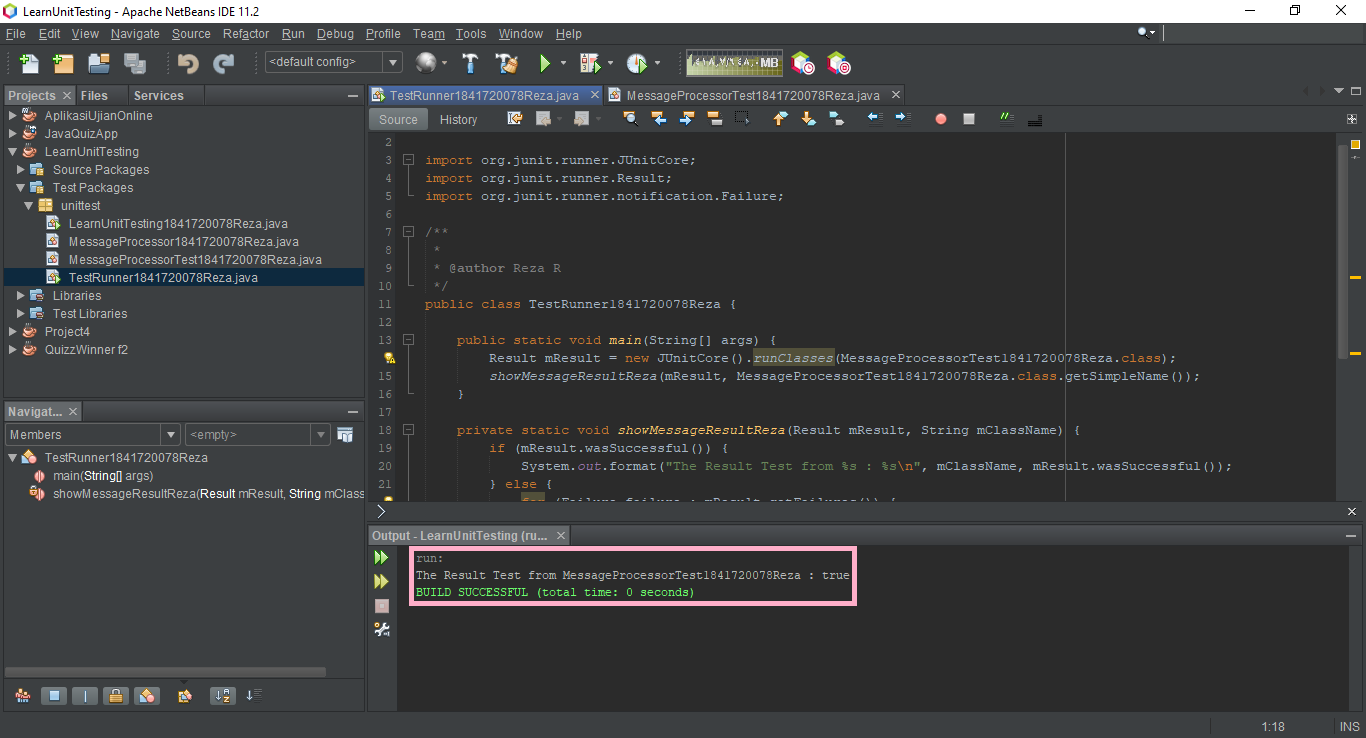 LearnUnitTesting - Apache NetBeans IDE 11.2
File Edit View Navigate Source Refactor Run Debug Profile Team Tools Window Help
<default config>
MB
Projects Files Services
AplikasiUjianOnline
JavaQuizApp
LearnUnitTesting
Source Packages
Test Packages
unittest
LearnUnitTesting1841720078Reza.java
MessageProcessor1841720078Reza.java
MessageProcessorTest1841720078Reza.java
TestRunner1841720078Reza.java
Libraries
Test Libraries
Project4
QuizzWinner f2
Navigat...
Members <empty>
TestRunner1841720078Reza
main(String[] args)
showMessageResultReza(Result mResult, String mClass
TestRunner1841720078Reza.java MessageProcessorTest1841720078Reza.java
Source History
2
3 import org.junit.runner.JUnitCore;
4 import org.junit.runner.Result;
5 import org.junit.runner.notification.Failure;
6
7 /**
8 *
9 * @author Reza R
10 */
11 public class TestRunner1841720078Reza {
12
13 public static void main(String[] args) {
Result mResult = new JUnitCore().runClasses(MessageProcessorTest1841720078Reza.class);
15 showMessageResultReza(mResult, MessageProcessorTest1841720078Reza.class.getSimpleName());
16 }
17
18 private static void showMessageResultReza(Result mResult, String mClassName) {
19 if (mResult.wasSuccessful()) {
20 System.out.format("The Result Test from %s : %s\n", mClassName, mResult.wasSuccessful());
21 } else {
for (Failure failure : mResult.getFailures()) {
Output - LearnUnitTesting (ru...
run:
The Result Test from MessageProcessorTest1841720078Reza : true
BUILD SUCCESSFUL (total time: 0 seconds)
1:18 INS